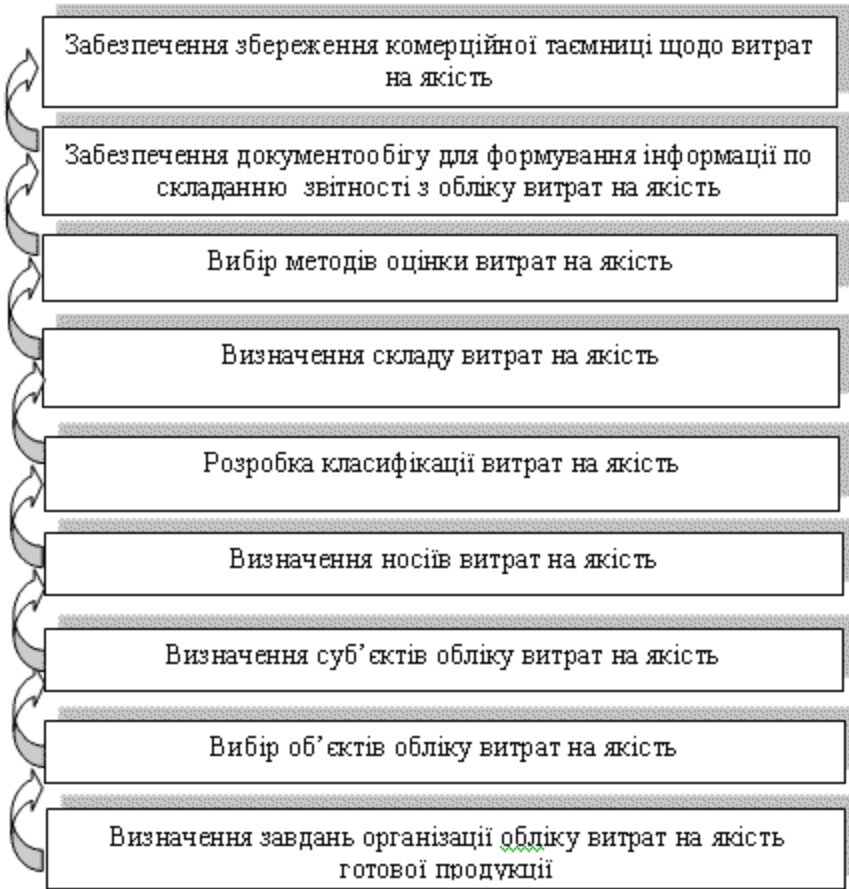 Забезпечення збереження комерційної таємниці щодо витрат
на якість
Забезпечення документообігу для формування інформації по
складанню звітності з обліку витрат на якість
Вибір методів оцінки витрат на якість
Визначення складу витрат на якість
Розробка класифікації витрат на якість
Визначення носіїв витрат на якість
Визначення суб’єктів обліку витрат на якість
Вибір об’єктів обліку витрат на якість
Визначення завдань організації обліку витрат на якість
готової продукції